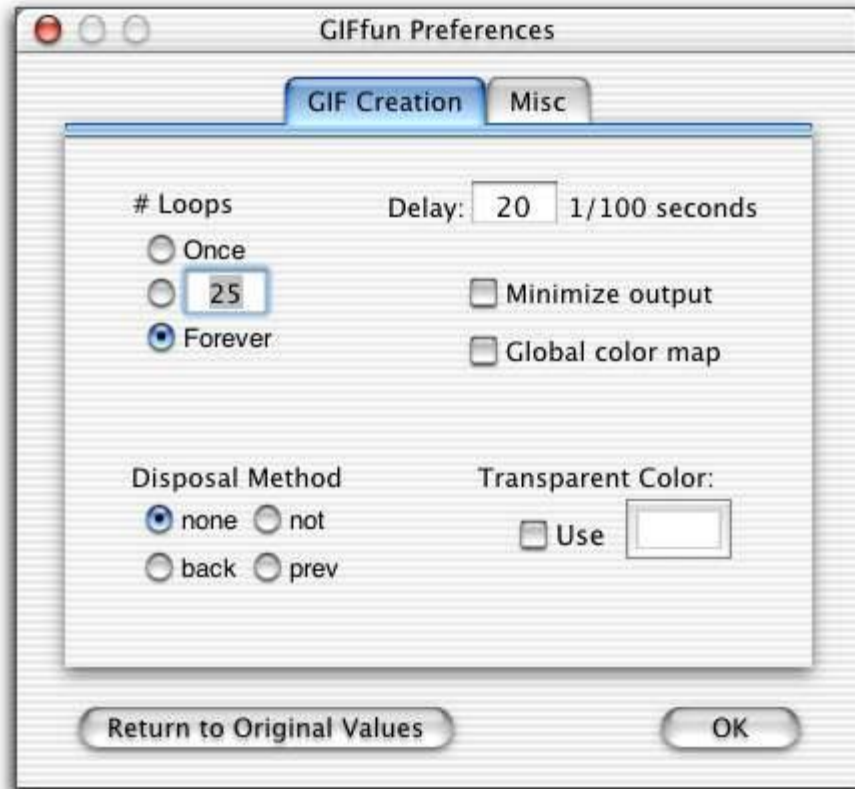 GIFfun Preferences
GIF Creation
Misc
# Loops
Once
25
Forever
Delay: 20 1/100 seconds
Minimize output
Global color map
Disposal Method
none not
back prev
Transparent Color:
Use
Return to Original Values
OK